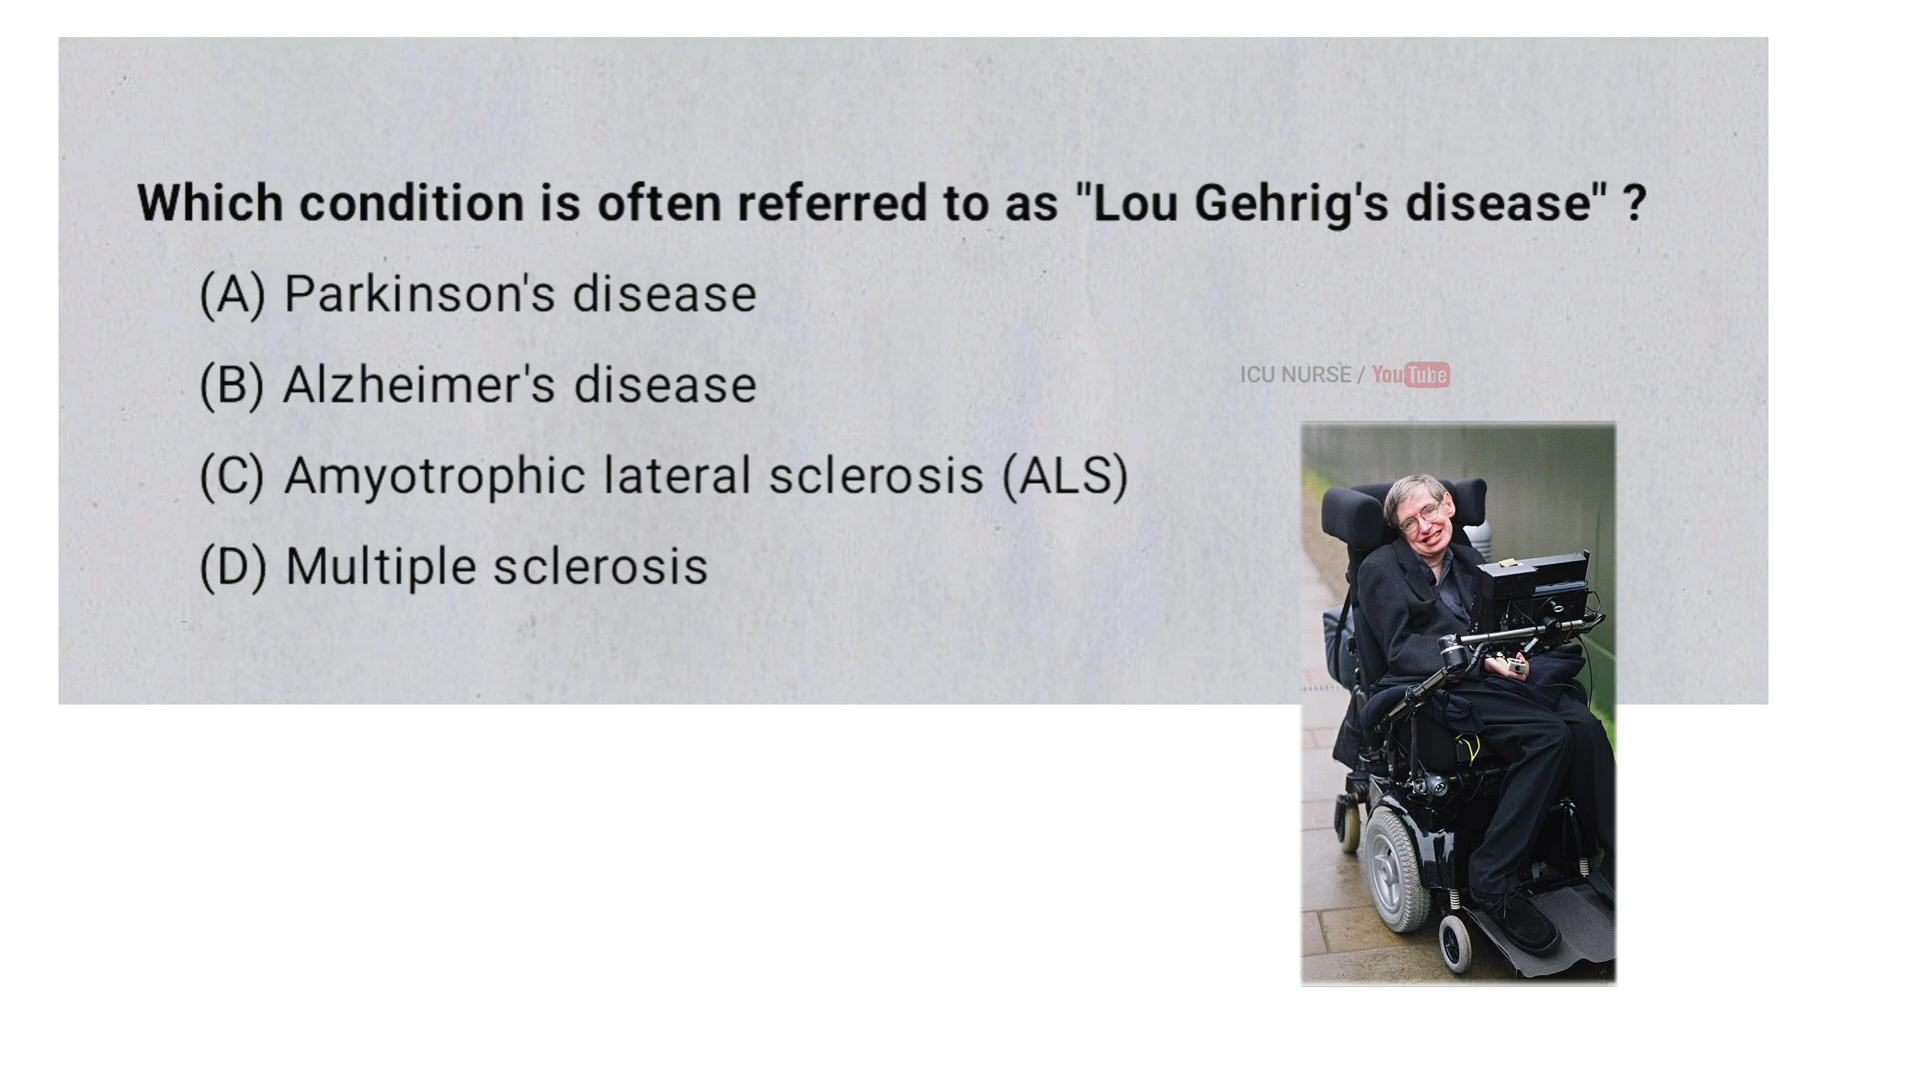 Which condition is often referred to as "Lou Gehrig's disease" ?
(A) Parkinson's disease
(B) Alzheimer's disease
(C) Amyotrophic lateral sclerosis (ALS)
(D) Multiple sclerosis
ICU NURSE / YouTube